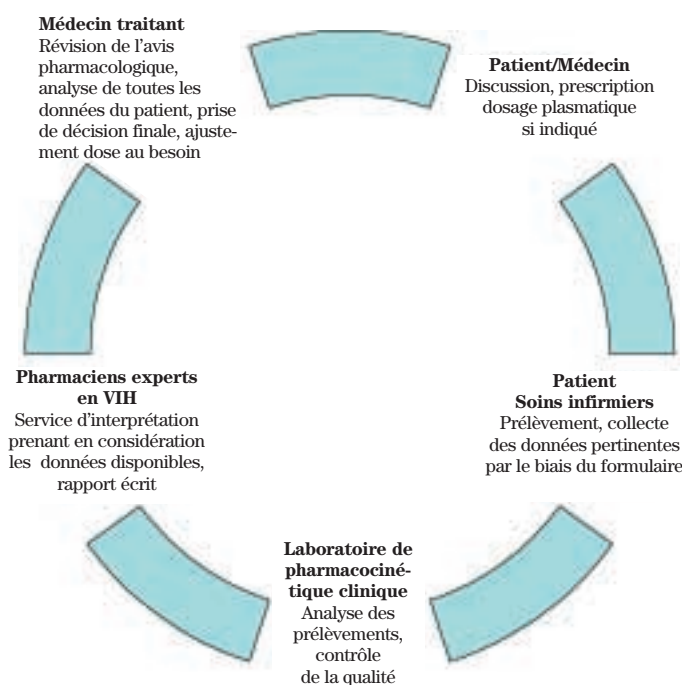 Médecin traitant
Révision de l'avis
pharmacologique,
analyse de toutes les
données du patient, prise
de décision finale, ajuste-
ment dose au besoin
Patient/Médecin
Discussion, prescription
dosage plasmatique
si indiqué
Patient
Soins infirmiers
Prélèvement, collecte
des données pertinentes
par le biais du formulaire
Laboratoire de
pharmacociné-
tique clinique
Analyse des
prélèvements,
contrôle
de la qualité
Pharmaciens experts
en VIH
Service d'interprétation
prenant en considération
les données disponibles,
rapport écrit